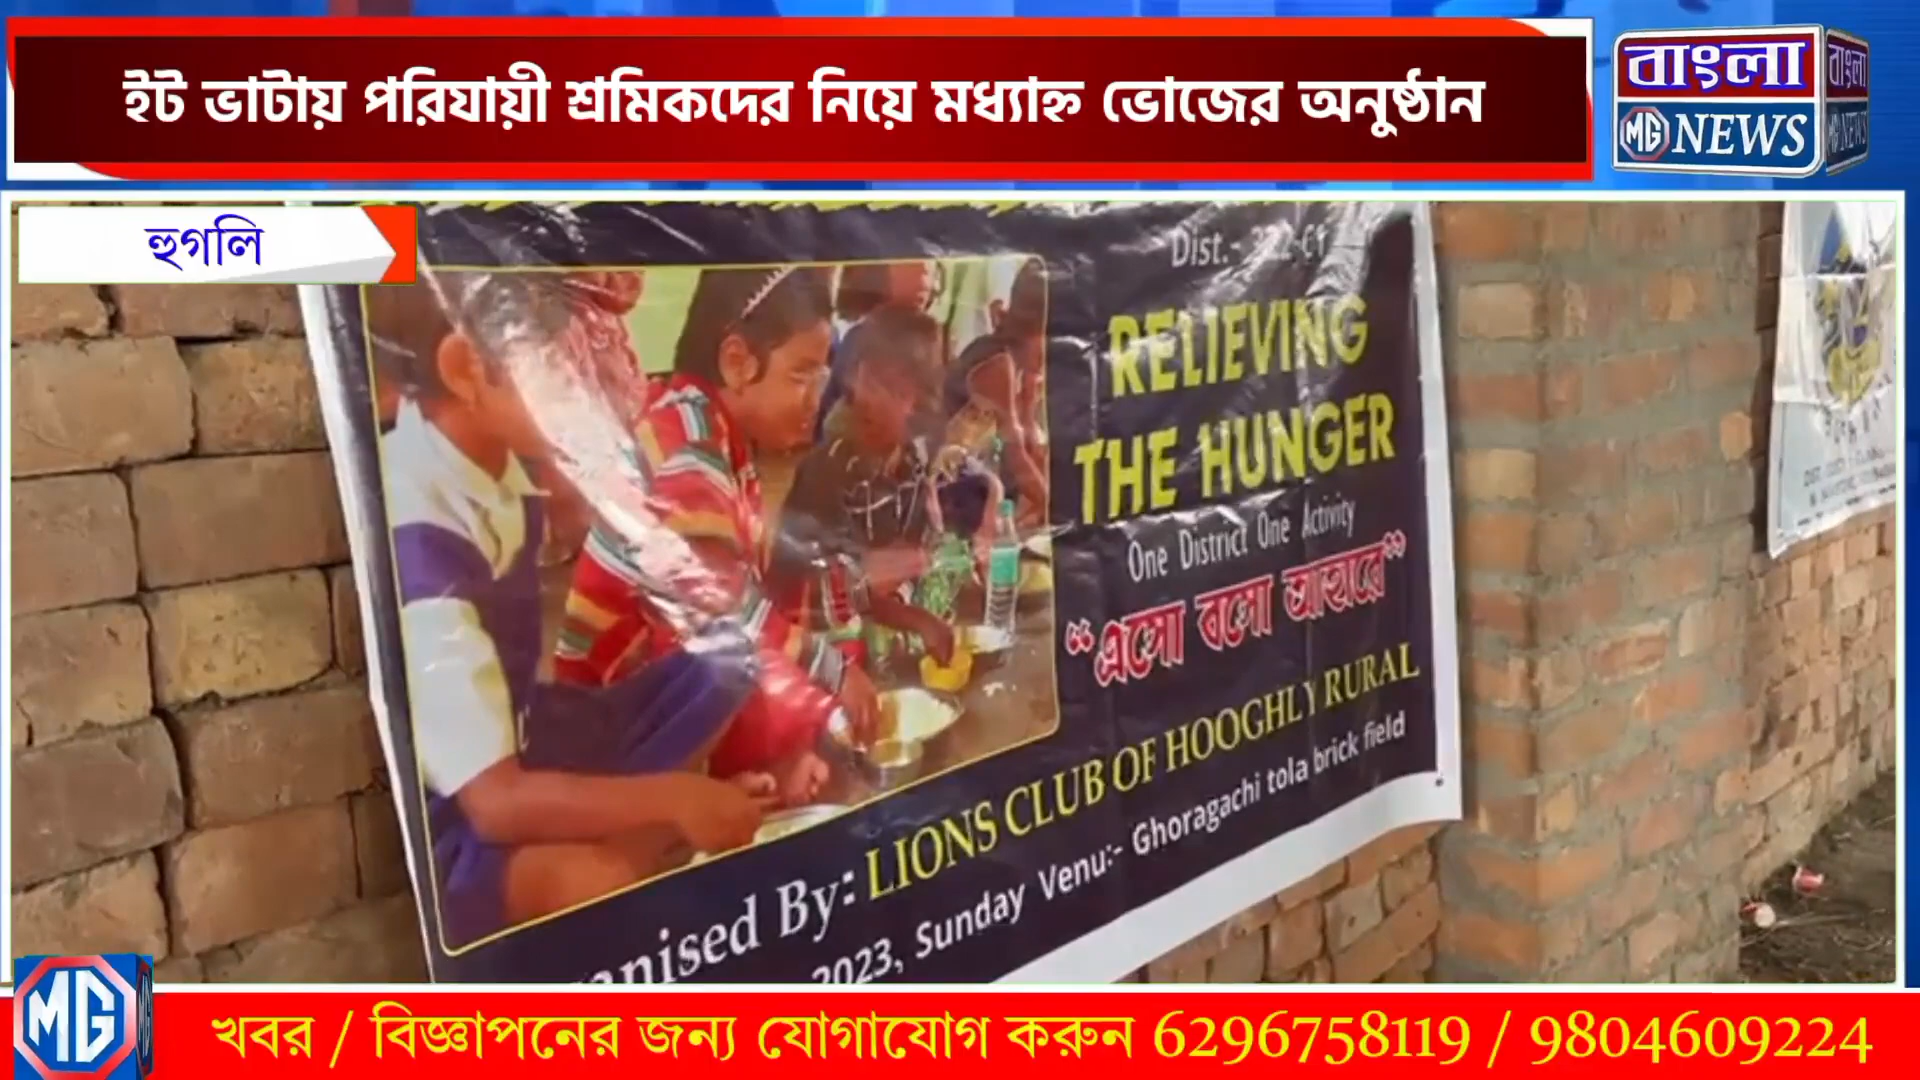 ইট ভাটায় পরিযায়ী শ্রমিকদের নিয়ে মধ্যাহ্ন ভোজের অনুষ্ঠান
বাংলা
MG NEWS
হুগলি
Dist.-
RELIEVING
THE HUNGER
One District One Activity
“এসো বসো আহারে”
Organised By: LIONS CLUB OF HOOGHLY RURAL
2023, Sunday Venu:- Ghoragachi tola brick field
MG
খবর / বিজ্ঞাপনের জন্য যোগাযোগ করুন 6296758119 / 9804609224